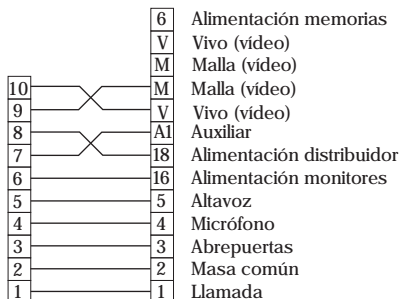 6 Alimentación memorias
V Vivo (vídeo)
M Malla (vídeo)
10 M Malla (vídeo)
9 V Vivo (vídeo)
8 A1 Auxiliar
7 18 Alimentación distribuidor
6 16 Alimentación monitores
5 5 Altavoz
4 4 Micrófono
3 3 Abrepuertas
2 2 Masa común
1 1 Llamada